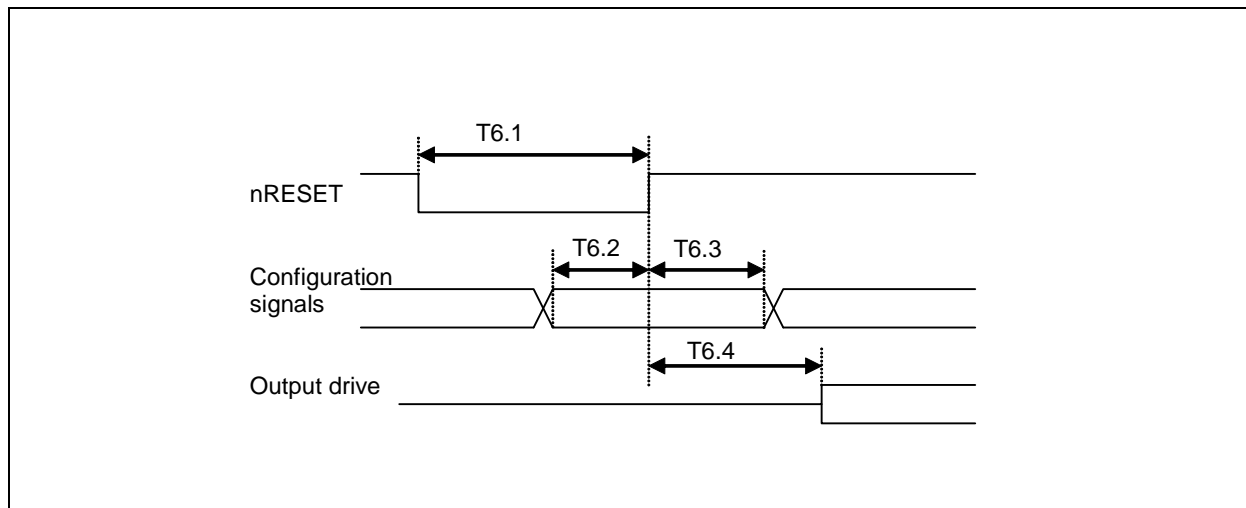 T6.1
nRESET
T6.2
T6.3
Configuration
signals
T6.4
Output drive